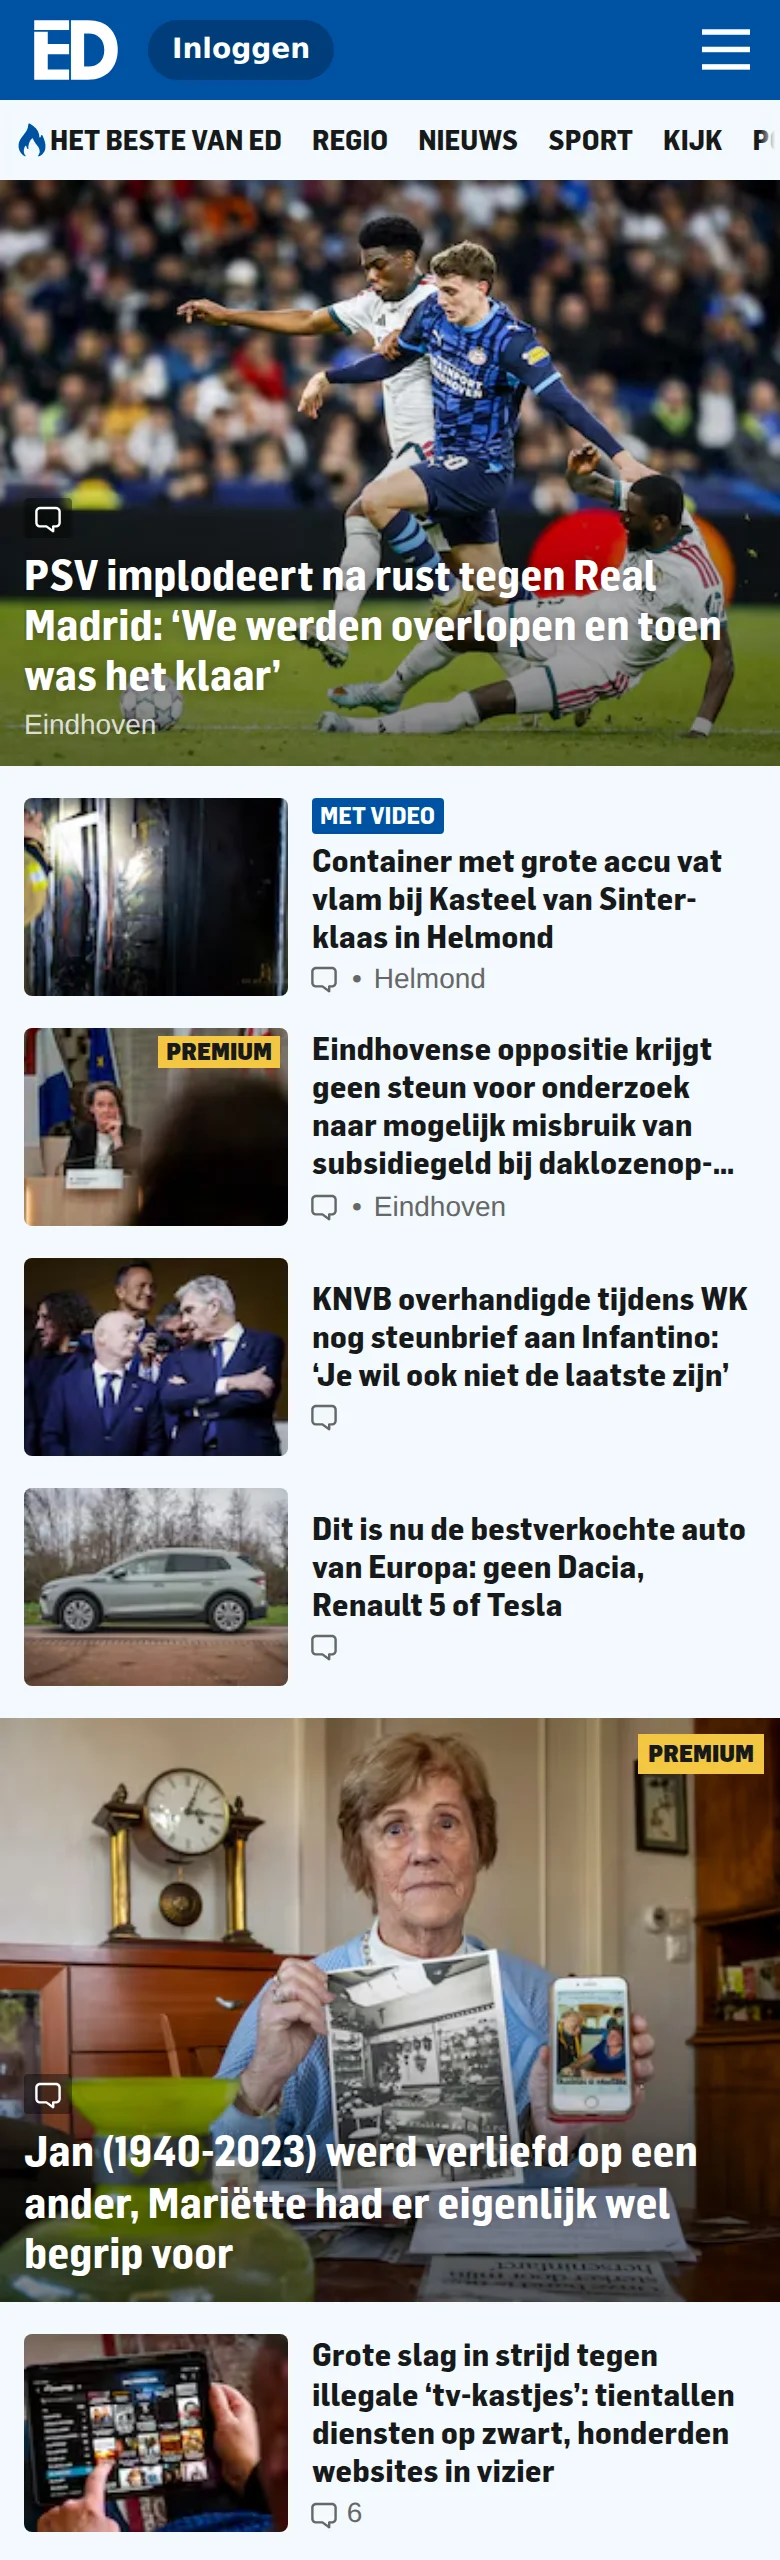 ED
Inloggen
HET BESTE VAN ED REGIO NIEUWS SPORT KIJK
PSV implodeert na rust tegen Real
Madrid: ‘We werden overlopen en toen
was het klaar’
Eindhoven
MET VIDEO
Container met grote accu vat
vlam bij Kasteel van Sinter-
klaas in Helmond
• Helmond
PREMIUM
Eindhovense oppositie krijgt
geen steun voor onderzoek
naar mogelijk misbruik van
subsidiegeld bij daklozenop-...
• Eindhoven
KNVB overhandigde tijdens WK
nog steunbrief aan Infantino:
‘Je wil ook niet de laatste zijn’
Dit is nu de bestverkochte auto
van Europa: geen Dacia,
Renault 5 of Tesla
PREMIUM
Jan (1940-2023) werd verliefd op een
ander, Mariëtte had er eigenlijk wel
begrip voor
Grote slag in strijd tegen
illegale ‘tv-kastjes’: tientallen
diensten op zwart, honderden
websites in vizier
6